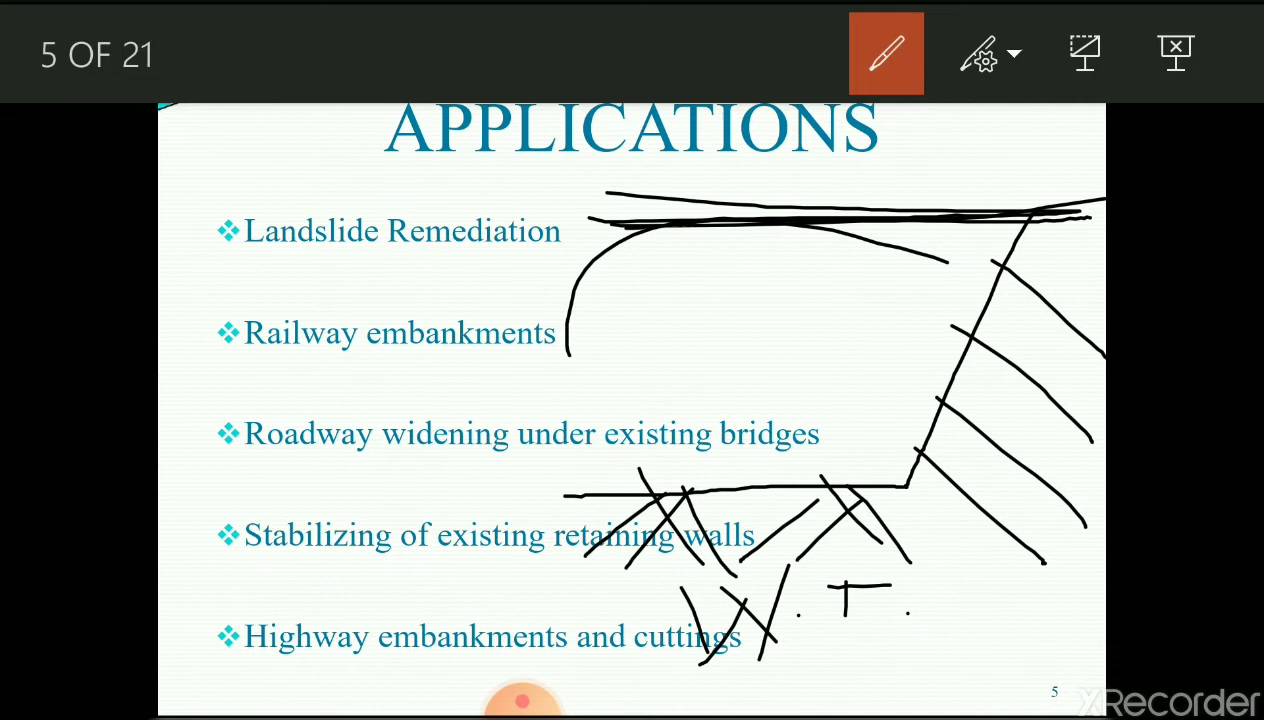 5 OF 21
APPLICATIONS
Landslide Remediation
Railway embankments
Roadway widening under existing bridges
Stabilizing of existing retaining walls
Highway embankments and cuttings
5
XRecorder